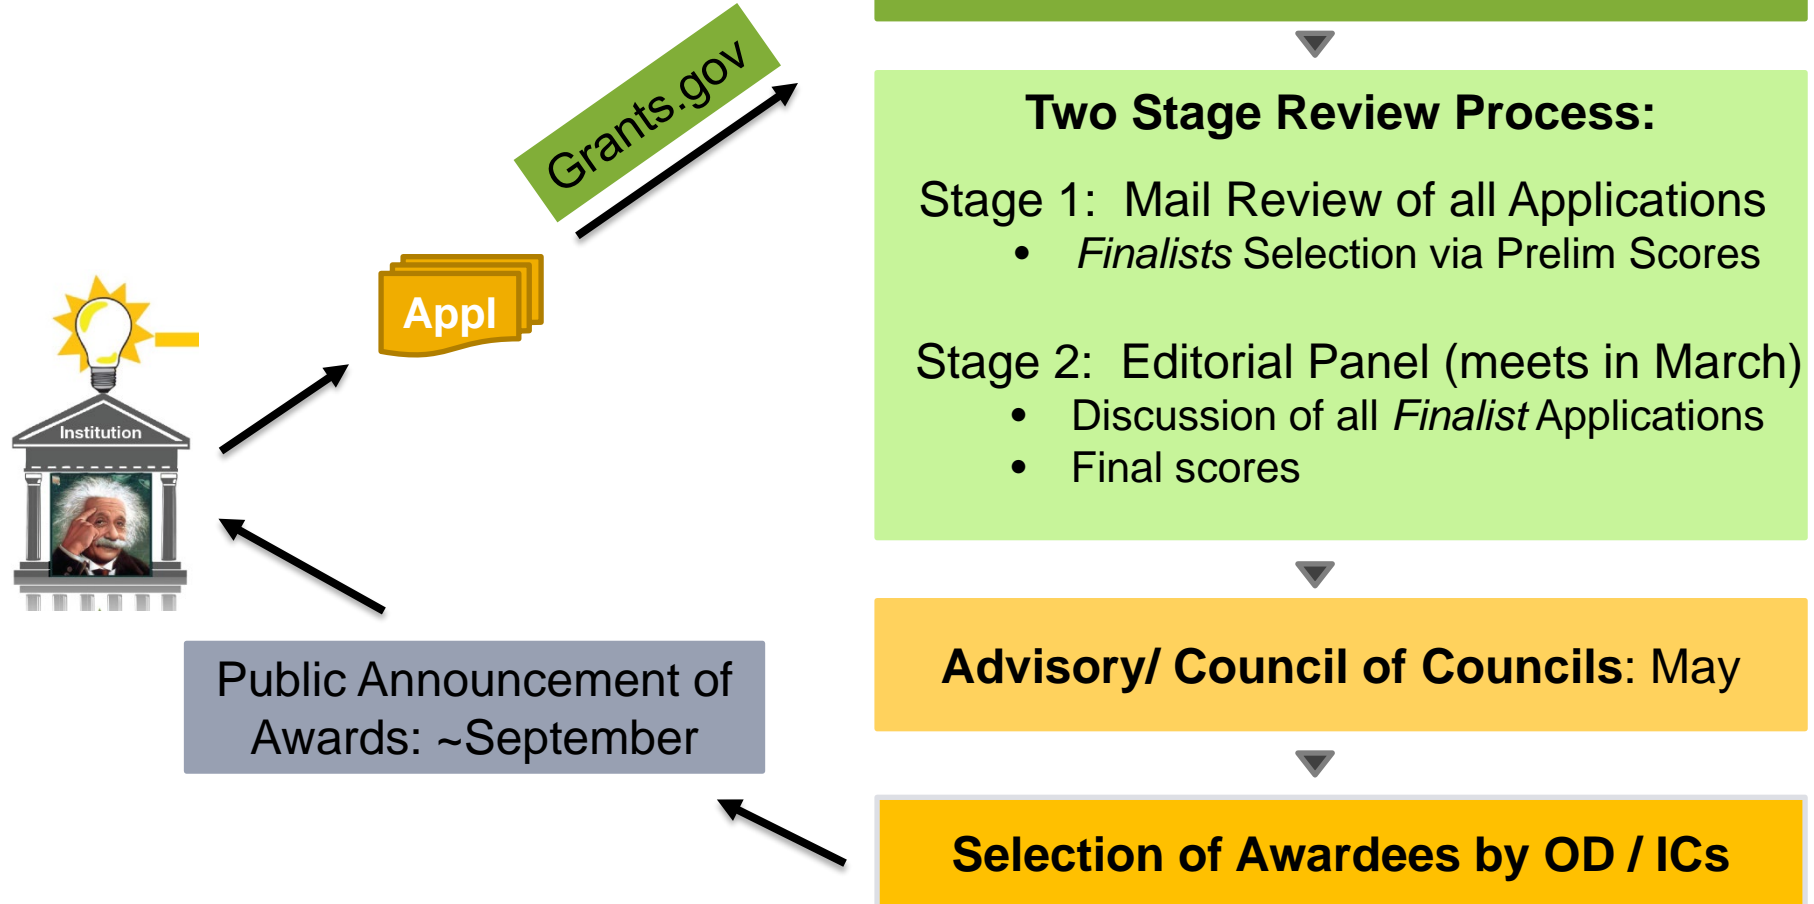 Grants.gov
Appl
Institution
Two Stage Review Process:
Stage 1: Mail Review of all Applications
• Finalists Selection via Prelim Scores
Stage 2: Editorial Panel (meets in March)
• Discussion of all Finalist Applications
• Final scores
Advisory/ Council of Councils: May
Selection of Awardees by OD / ICs
Public Announcement of
Awards: ~September